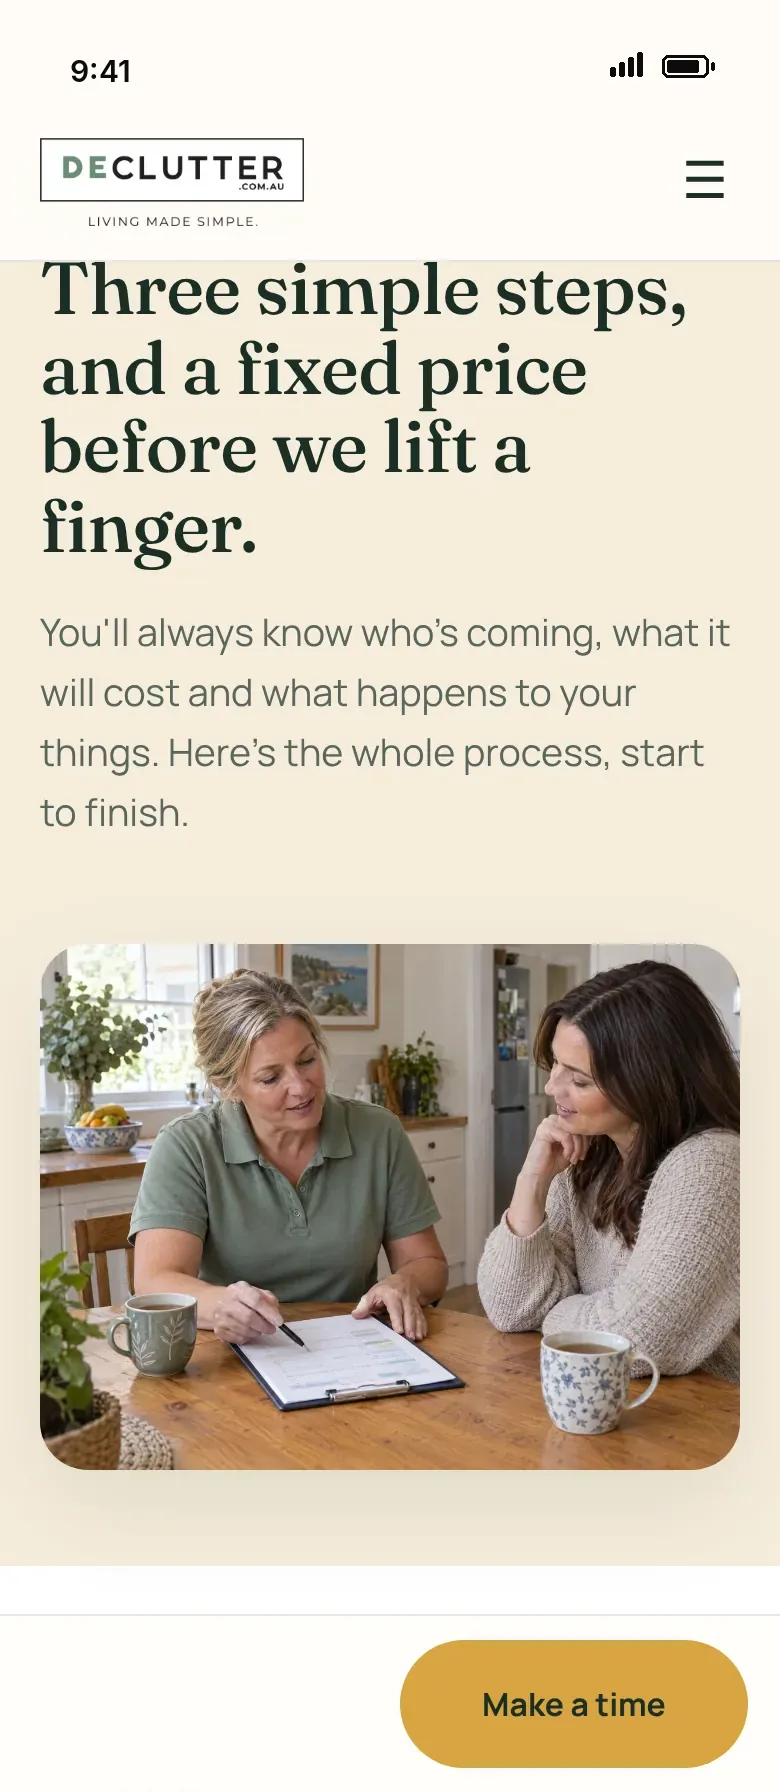 9:41
DECLUTTER
.COM.AU
LIVING MADE SIMPLE.
Three simple steps,
and a fixed price
before we lift a
finger.
You'll always know who’s coming, what it
will cost and what happens to your
things. Here’s the whole process, start
to finish.
Make a time